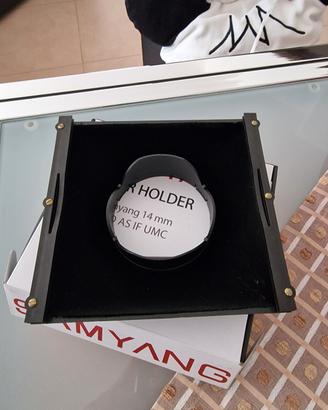 R HOLDER
yang 14 mm
D AS IF UMC
SAMYANG